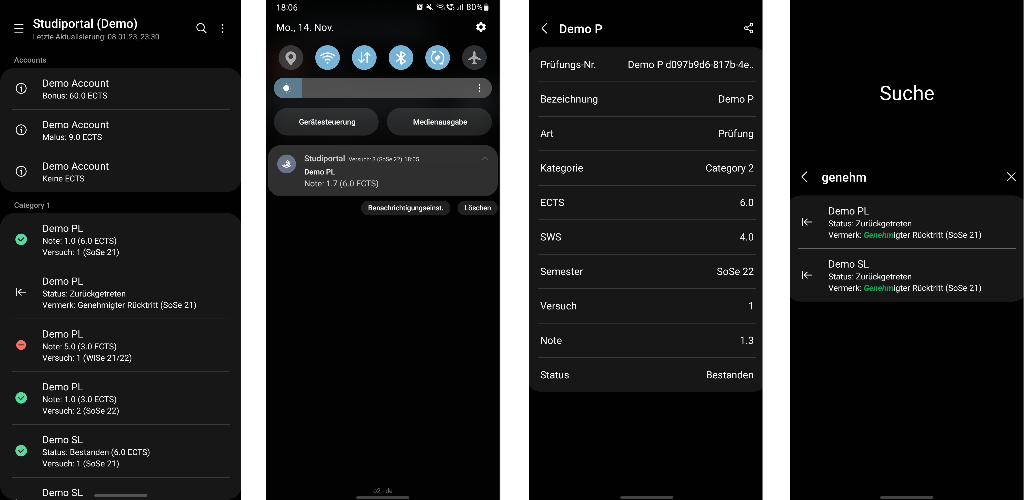 Studiportal (Demo)
Letzte Aktualisierung: 08.01.23, 23:30
Accounts
Demo Account
Bonus: 60.0 ECTS
Demo Account
Malus: 9.0 ECTS
Demo Account
Keine ECTS
Category 1
Demo PL
Note: 1.0 (6.0 ECTS)
Versuch: 1 (SoSe 21)
Demo PL
Status: Zurückgetreten
Vermerk: Genehmigter Rücktritt (SoSe 21)
Demo PL
Note: 5.0 (3.0 ECTS)
Versuch: 1 (WiSe 21/22)
Demo PL
Note: 1.0 (3.0 ECTS)
Versuch: 2 (SoSe 22)
Demo SL
Status: Bestanden (6.0 ECTS)
Versuch: 1 (SoSe 21)
Demo SL
18:06
80%
Mo., 14. Nov.
Gerätesteuerung
Medienausgabe
Studiportal Versuch: 3 (SoSe 22) 18:05
Demo PL
Note: 1.7 (6.0 ECTS)
Benachrichtigungseinst.
Löschen
o2 - de
Demo P
Prüfungs-Nr. Demo P d097b9d6-817b-4e..
Bezeichnung Demo P
Art Prüfung
Kategorie Category 2
ECTS 6.0
SWS 4.0
Semester SoSe 22
Versuch 1
Note 1.3
Status Bestanden
Suche
genehm
Demo PL
Status: Zurückgetreten
Vermerk: Genehmigter Rücktritt (SoSe 21)
Demo SL
Status: Zurückgetreten
Vermerk: Genehmigter Rücktritt (SoSe 21)